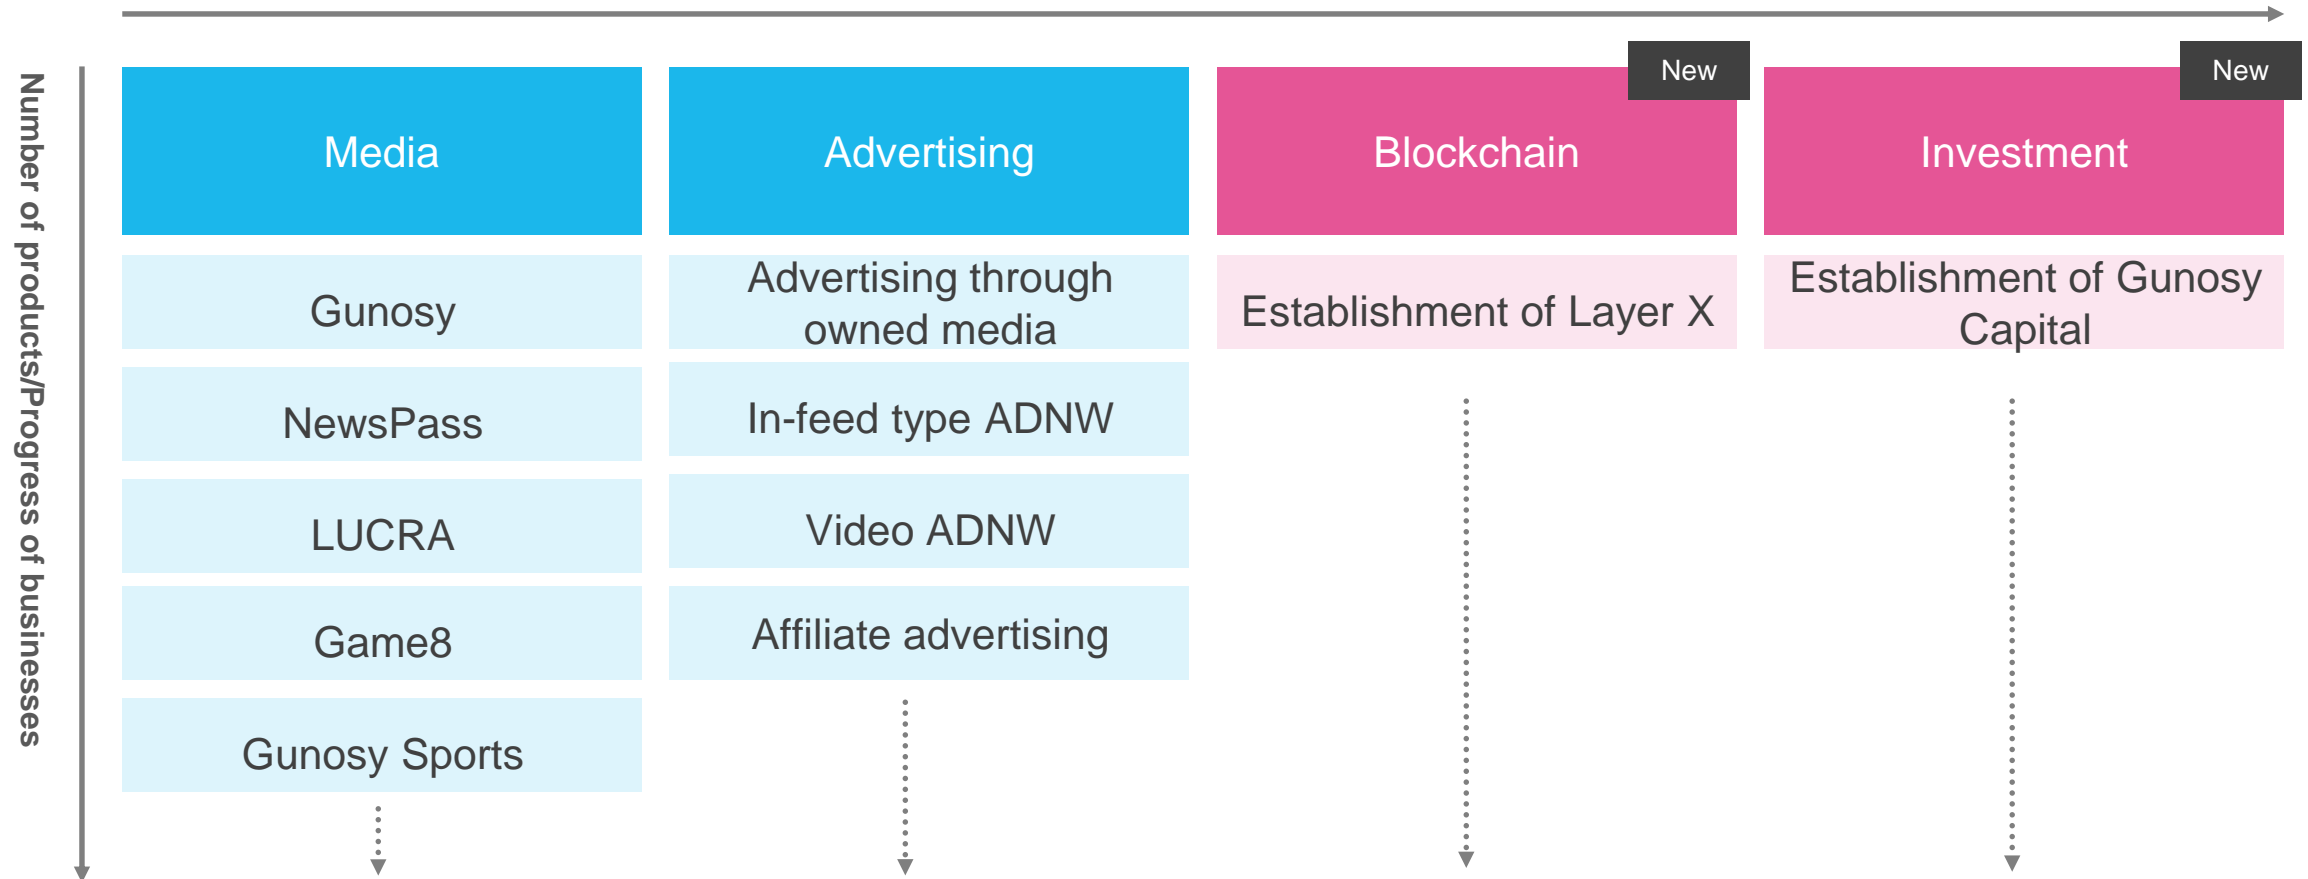 Number of products/Progress of businesses
New
New
Media
Advertising
Blockchain
Investment
Gunosy
NewsPass
LUCRA
Game8
Gunosy Sports
Advertising through
owned media
In-feed type ADNW
Video ADNW
Affiliate advertising
Establishment of Layer X
Establishment of Gunosy
Capital